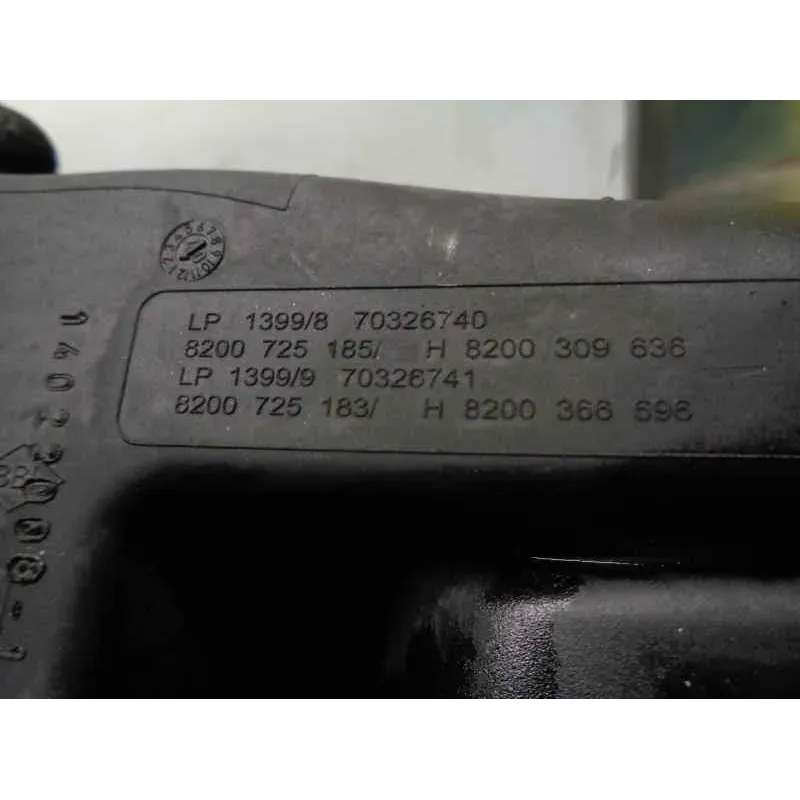 LP 1399/8 70326740
8200 725 185/ H 8200 309 636
LP 1399/9 70326741
8200 725 183/ H 8200 366 696